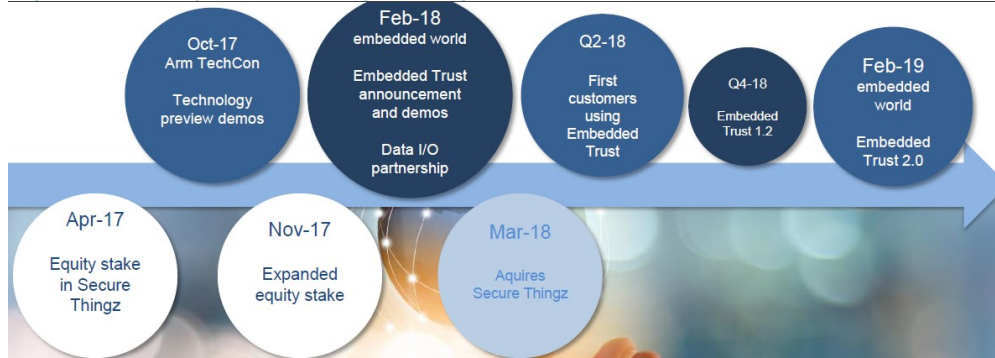 Oct-17
Arm TechCon
Technology
preview demos
Feb-18
embedded world
Embedded Trust
announcement
and demos
Data I/O
partnership
Q2-18
First
customers
using
Embedded
Trust
Q4-18
Embedded
Trust 1.2
Feb-19
embedded
world
Embedded
Trust 2.0
Apr-17
Equity stake
in Secure
Thingz
Nov-17
Expanded
equity stake
Mar-18
Aquires
Secure Thingz